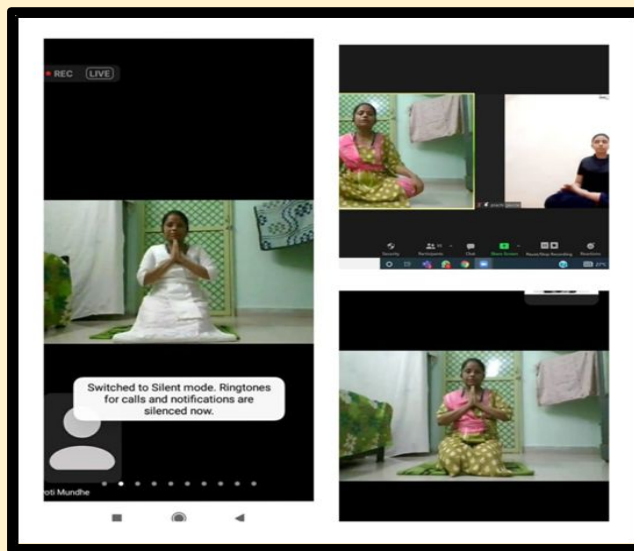 REC LIVE
Switched to Silent mode. Ringtones
for calls and notifications are
silenced now.
oti Mundhe
Security
Participants
Chat
Share Screen
Pause/Stop Recording
Reactions
27°C